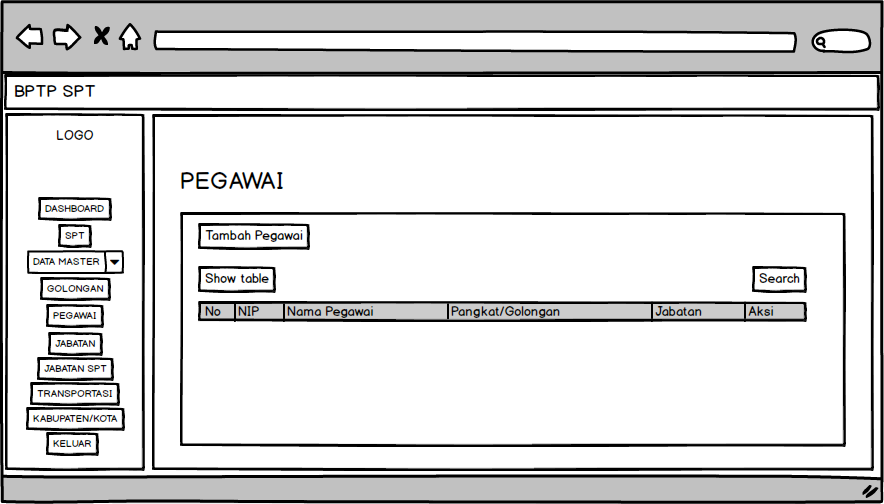 BPTP SPT
LOGO
DASHBOARD
SPT
DATA MASTER
GOLONGAN
PEGAWAI
JABATAN
JABATAN SPT
TRANSPORTASI
KABUPATEN/KOTA
KELUAR
PEGAWAI
Tambah Pegawai
Show table Search
No NIP Nama Pegawai Pangkat/Golongan Jabatan Aksi